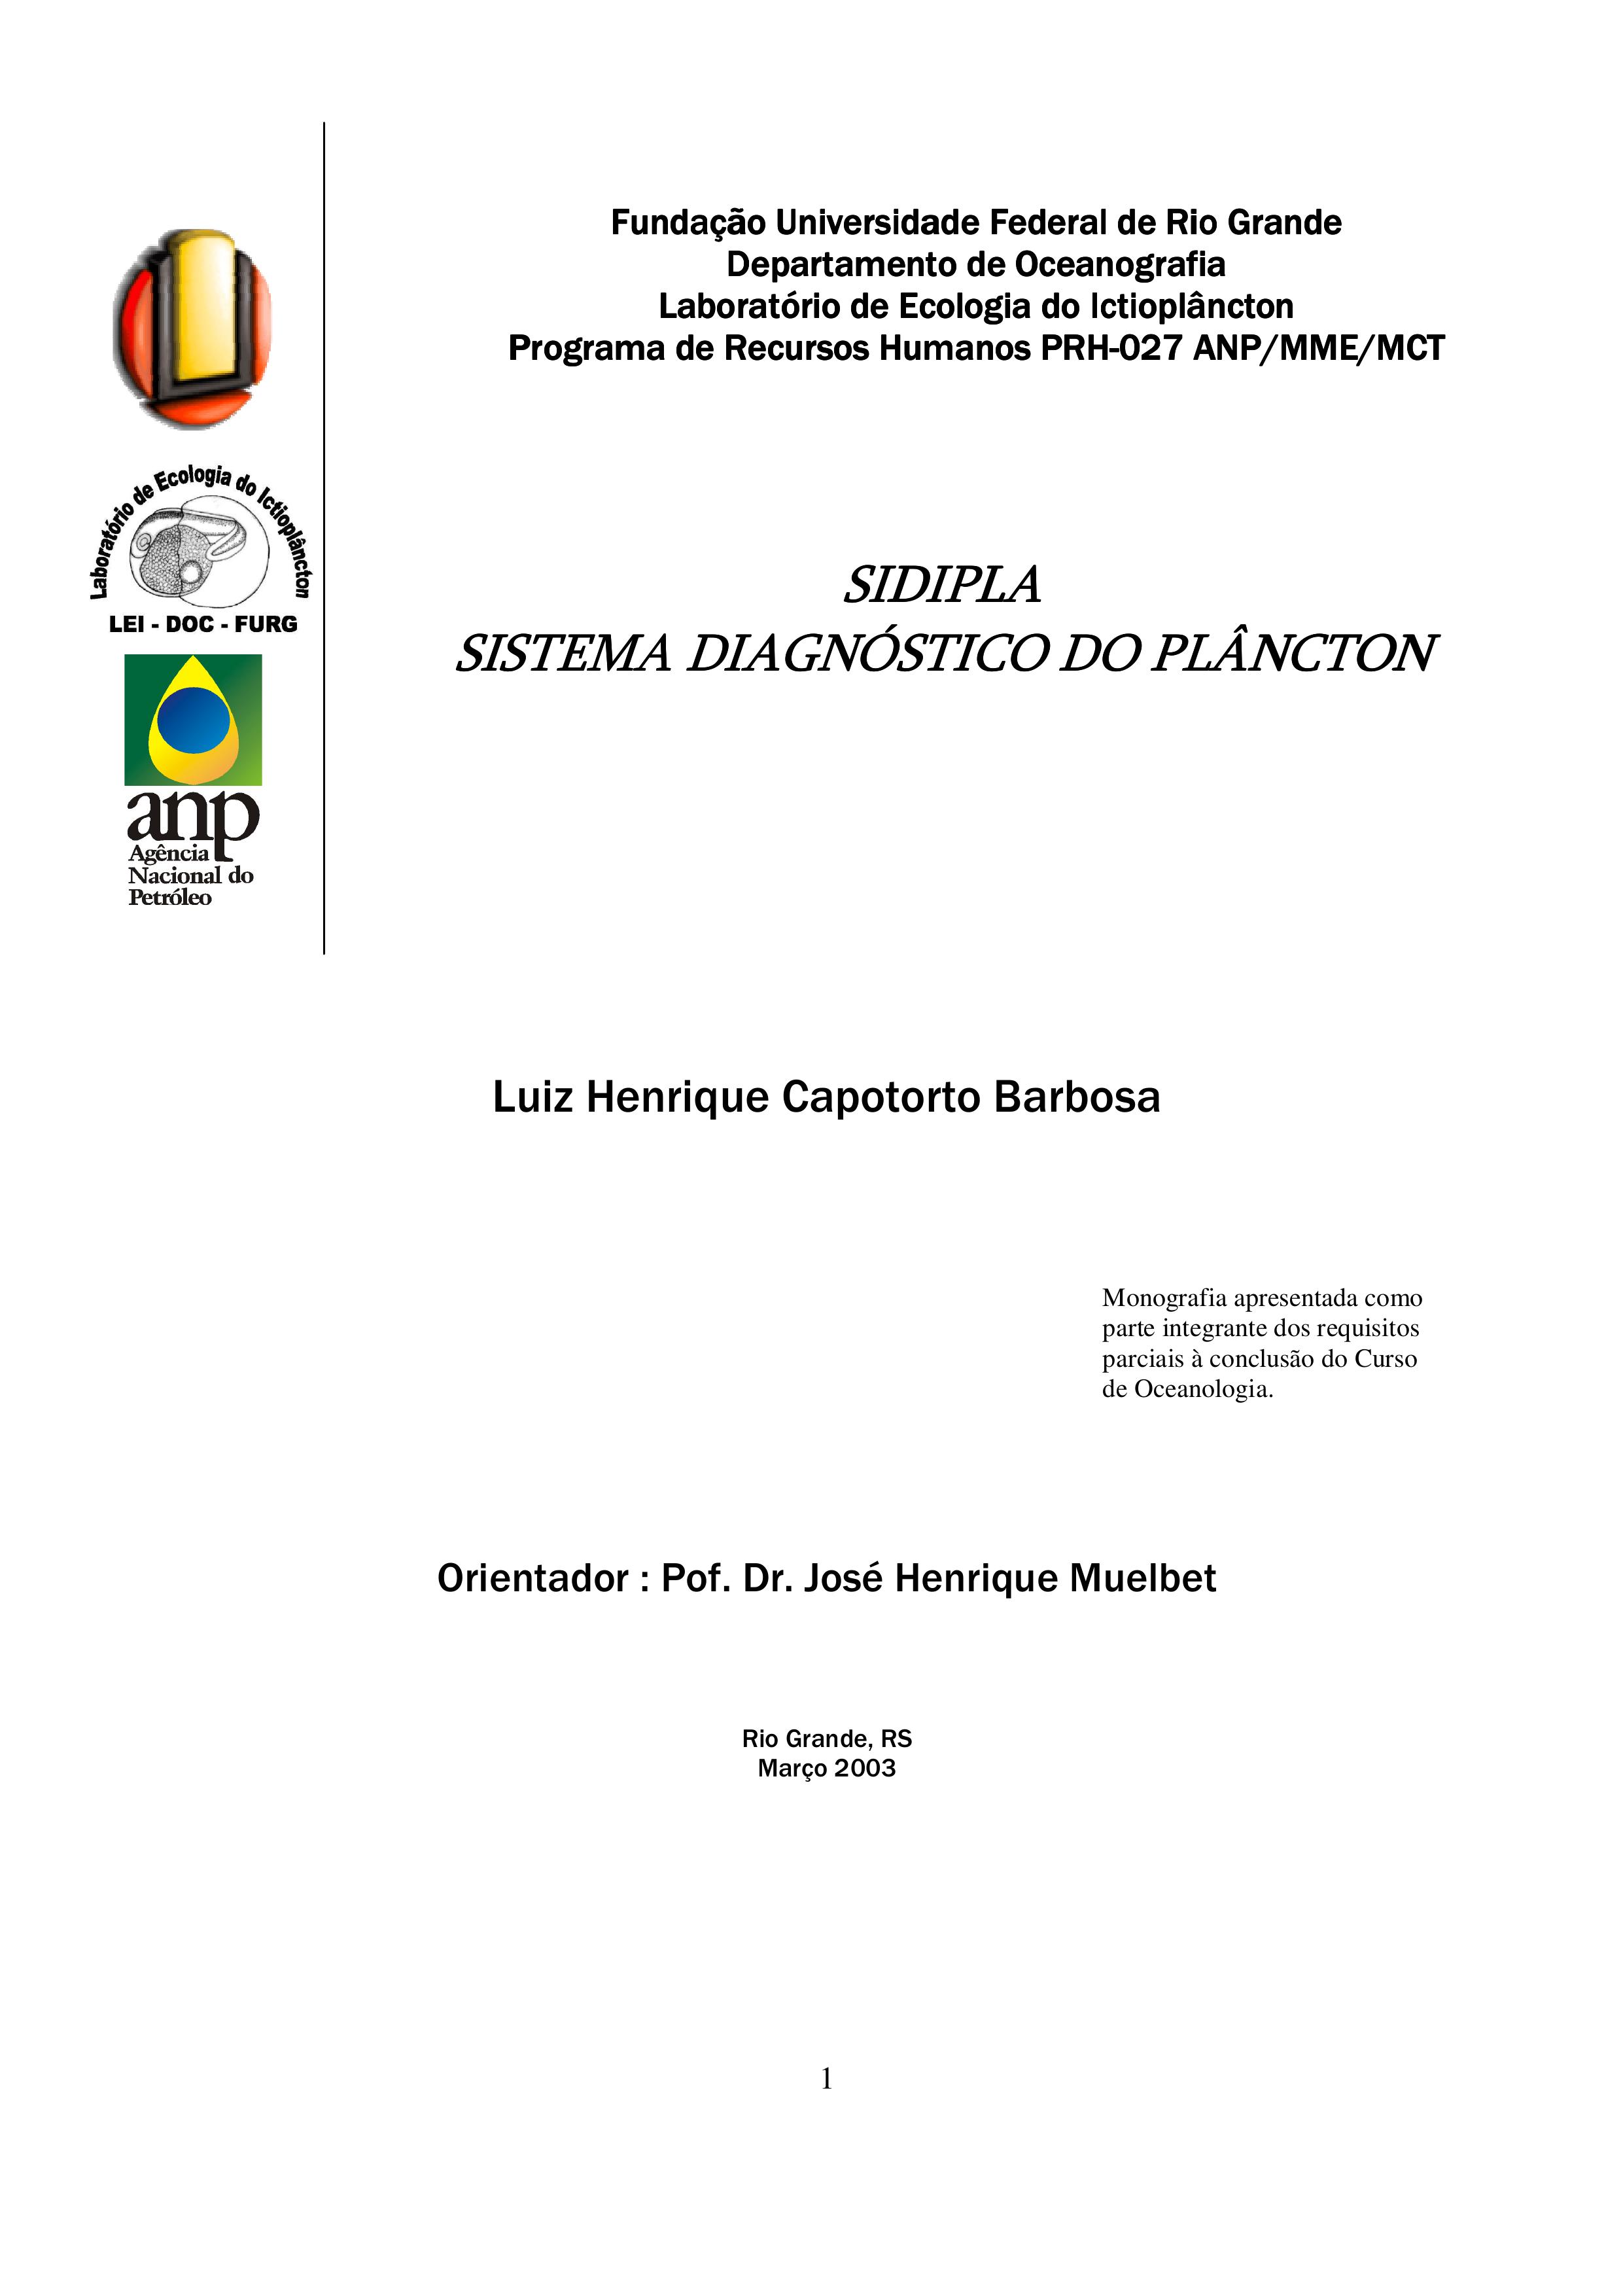 Fundação Universidade Federal de Rio Grande
Departamento de Oceanografia
Laboratório de Ecologia do Ictioplâncton
Programa de Recursos Humanos PRH-027 ANP/MME/MCT
Laboratório de Ecologia do Ictioplâncton
LEI - DOC - FURG
anp
Agência
Nacional do
Petróleo
SIDIPLA
SISTEMA DIAGNÓSTICO DO PLÂNCTON
Luiz Henrique Capotorto Barbosa
Monografia apresentada como
parte integrante dos requisitos
parciais à conclusão do Curso
de Oceanologia.
Orientador : Pof. Dr. José Henrique Muelbet
Rio Grande, RS
Março 2003
1